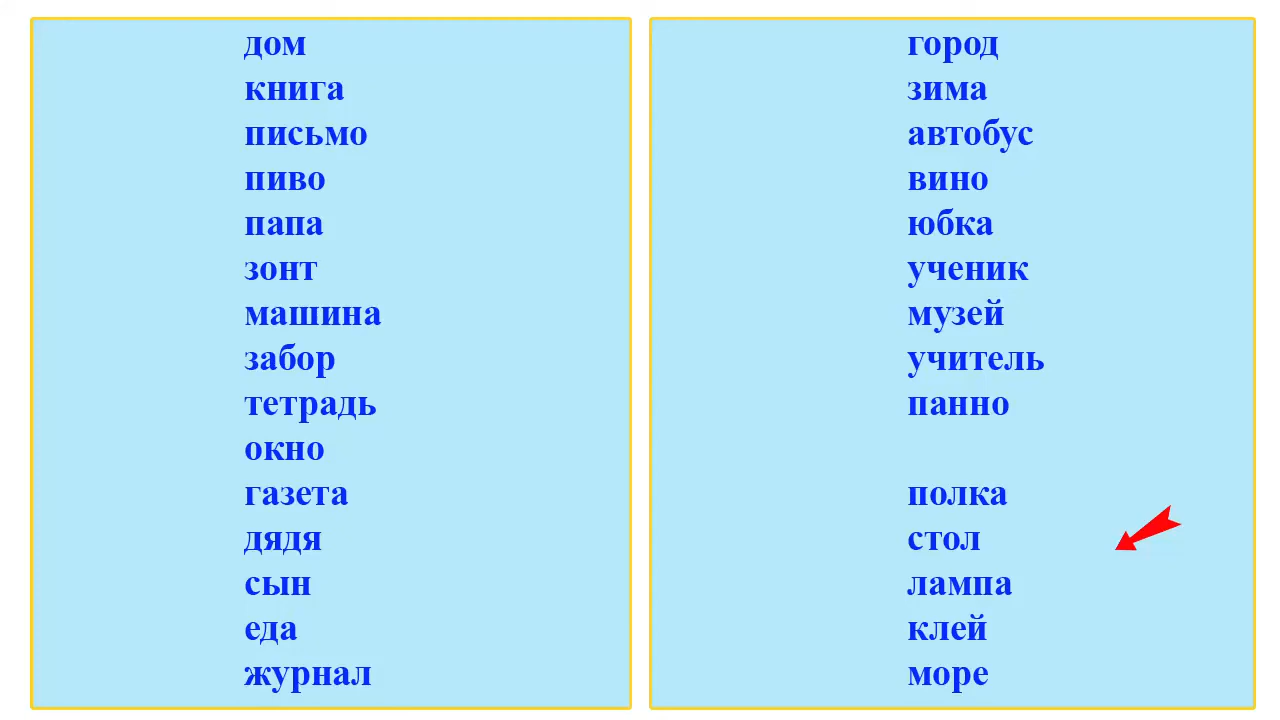 дом
книга
письмо
пиво
папа
зонт
машина
забор
тетрадь
окно
газета
дядя
сын
еда
журнал
город
зима
автобус
вино
юбка
ученик
музей
учитель
панно
полка
стол
лампа
клей
море